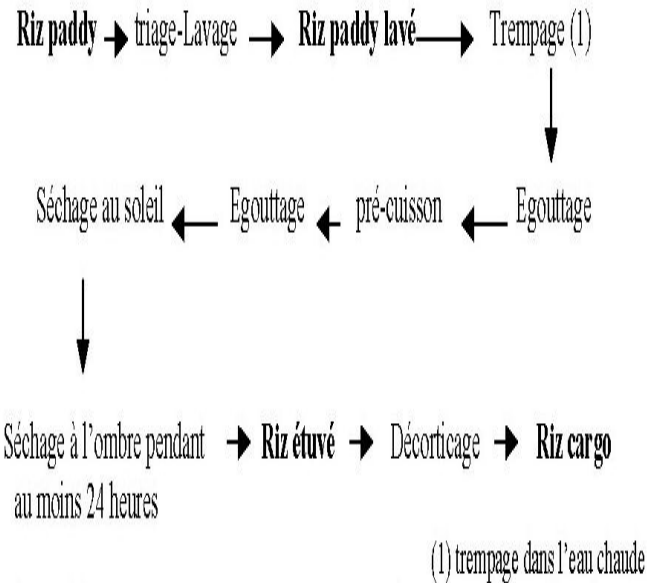 Riz paddy → triage-Lavage → Riz paddy lavé → Trempage (1)
Séchage au soleil ← Egouttage ← pré-cuisson ← Egouttage
Séchage à l'ombre pendant → Riz étuvé → Décorticage → Riz cargo
au moins 24 heures
(1) trempage dans l'eau chaude